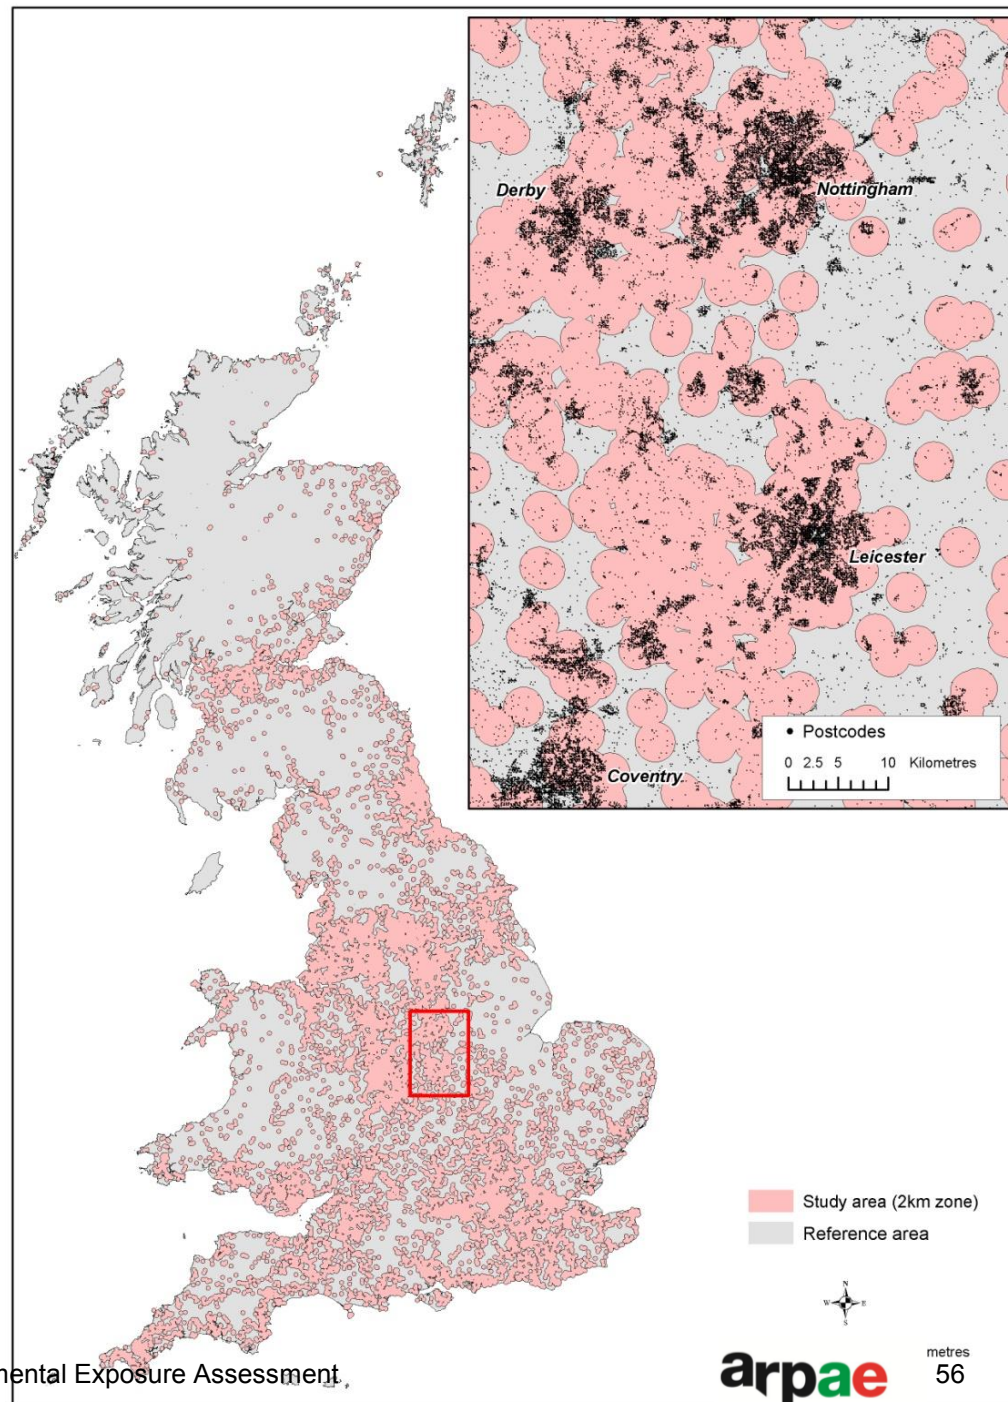 Derby
Nottingham
Leicester
Coventry
Postcodes
0 2.5 5 10 Kilometres
Study area (2km zone)
Reference area
N
W E
S
metres
mental Exposure Assessment
arpae
56